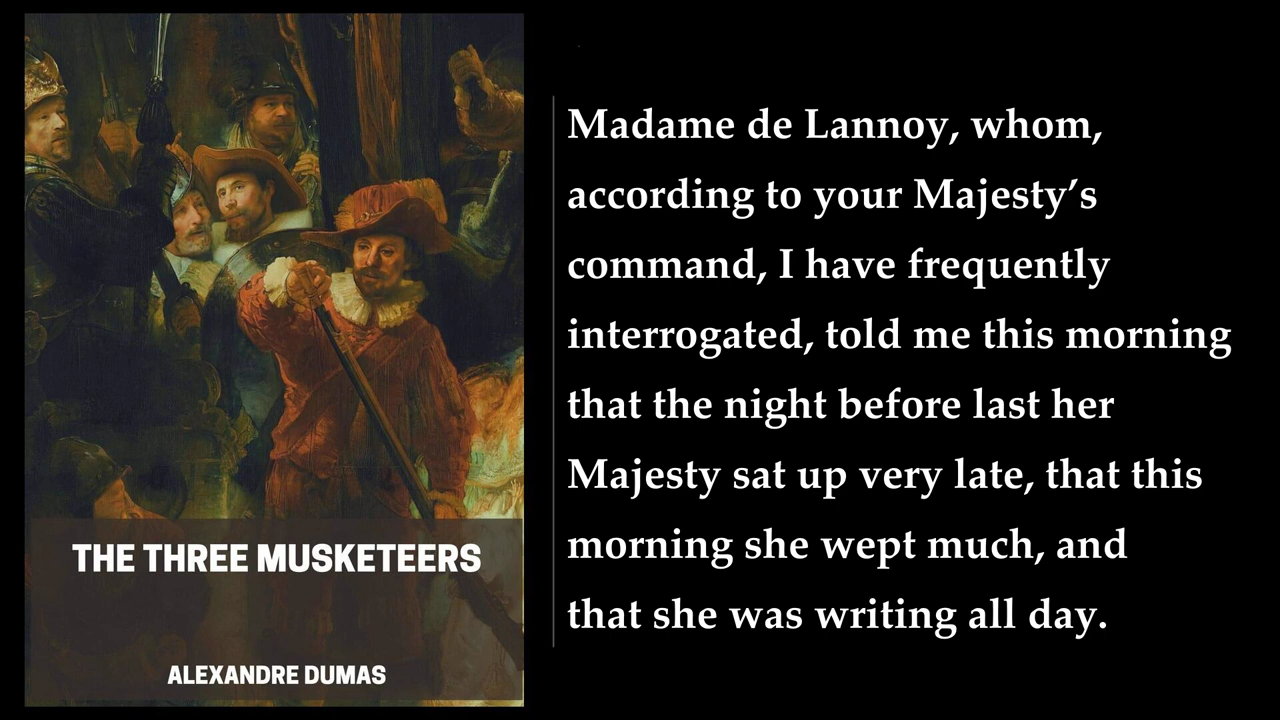 THE THREE MUSKETEERS
ALEXANDRE DUMAS
Madame de Lannoy, whom,
according to your Majesty’s
command, I have frequently
interrogated, told me this morning
that the night before last her
Majesty sat up very late, that this
morning she wept much, and
that she was writing all day.